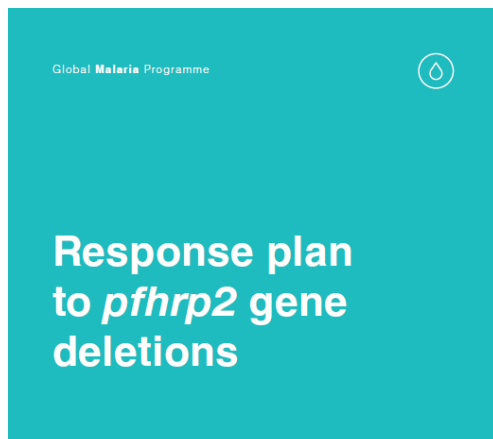 Global Malaria Programme
Response plan
to pfhrp2 gene
deletions